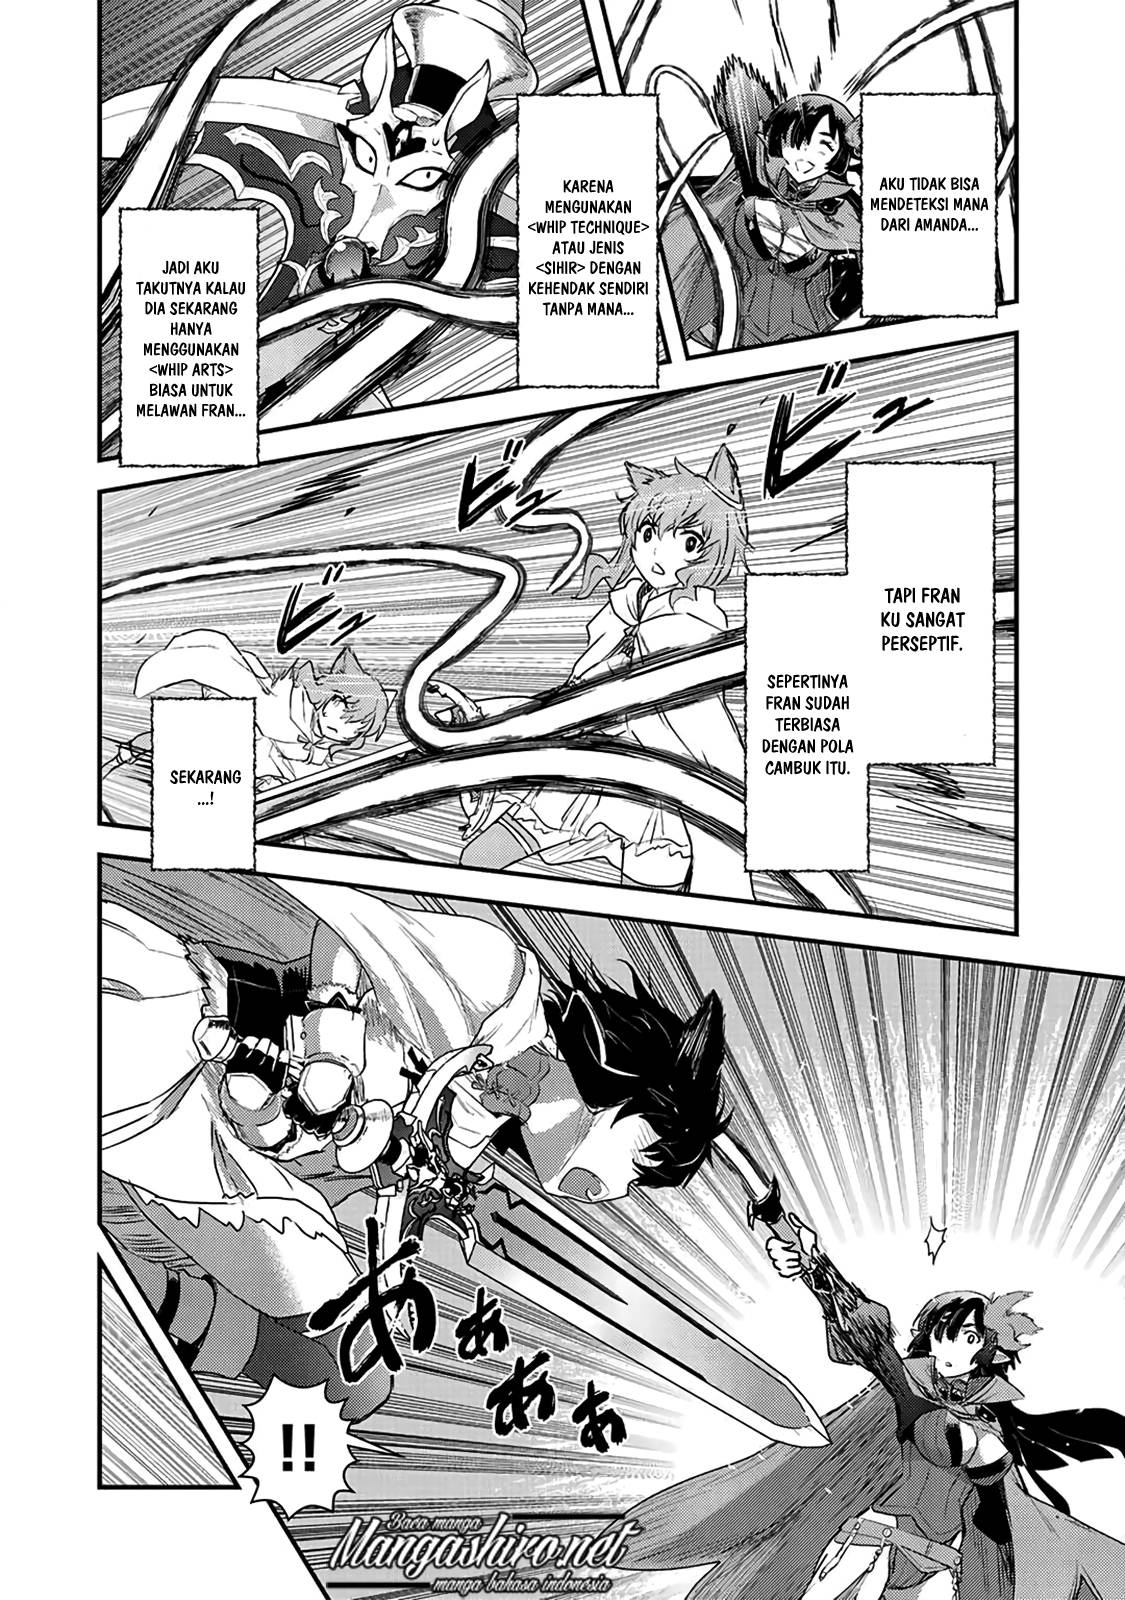 AKU TIDAK BISA
MENDETEKSI MANA
DARI AMANDA...
KARENA
MENGUNAKAN
<WHIP TECHNIQUE>
ATAU JENIS
<SIHIR> DENGAN
KEHENDAK SENDIRI
TANPA MANA...
JADI AKU
TAKUTNYA KALAU
DIA SEKARANG
HANYA
MENGGUNAKAN
<WHIP ARTS>
BIASA UNTUK
MELAWAN FRAN...
ビュ
ビュ
ビュ
TAPI FRAN
KU SANGAT
PERSEPTIF.
SEPERTINYA
FRAN SUDAH
TERBIASA
DENGAN POLA
CAMBUK ITU.
SEKARANG
...!
あぁああ
!!
Baca manga
Mangashiro.net
manga bahasa indonesia